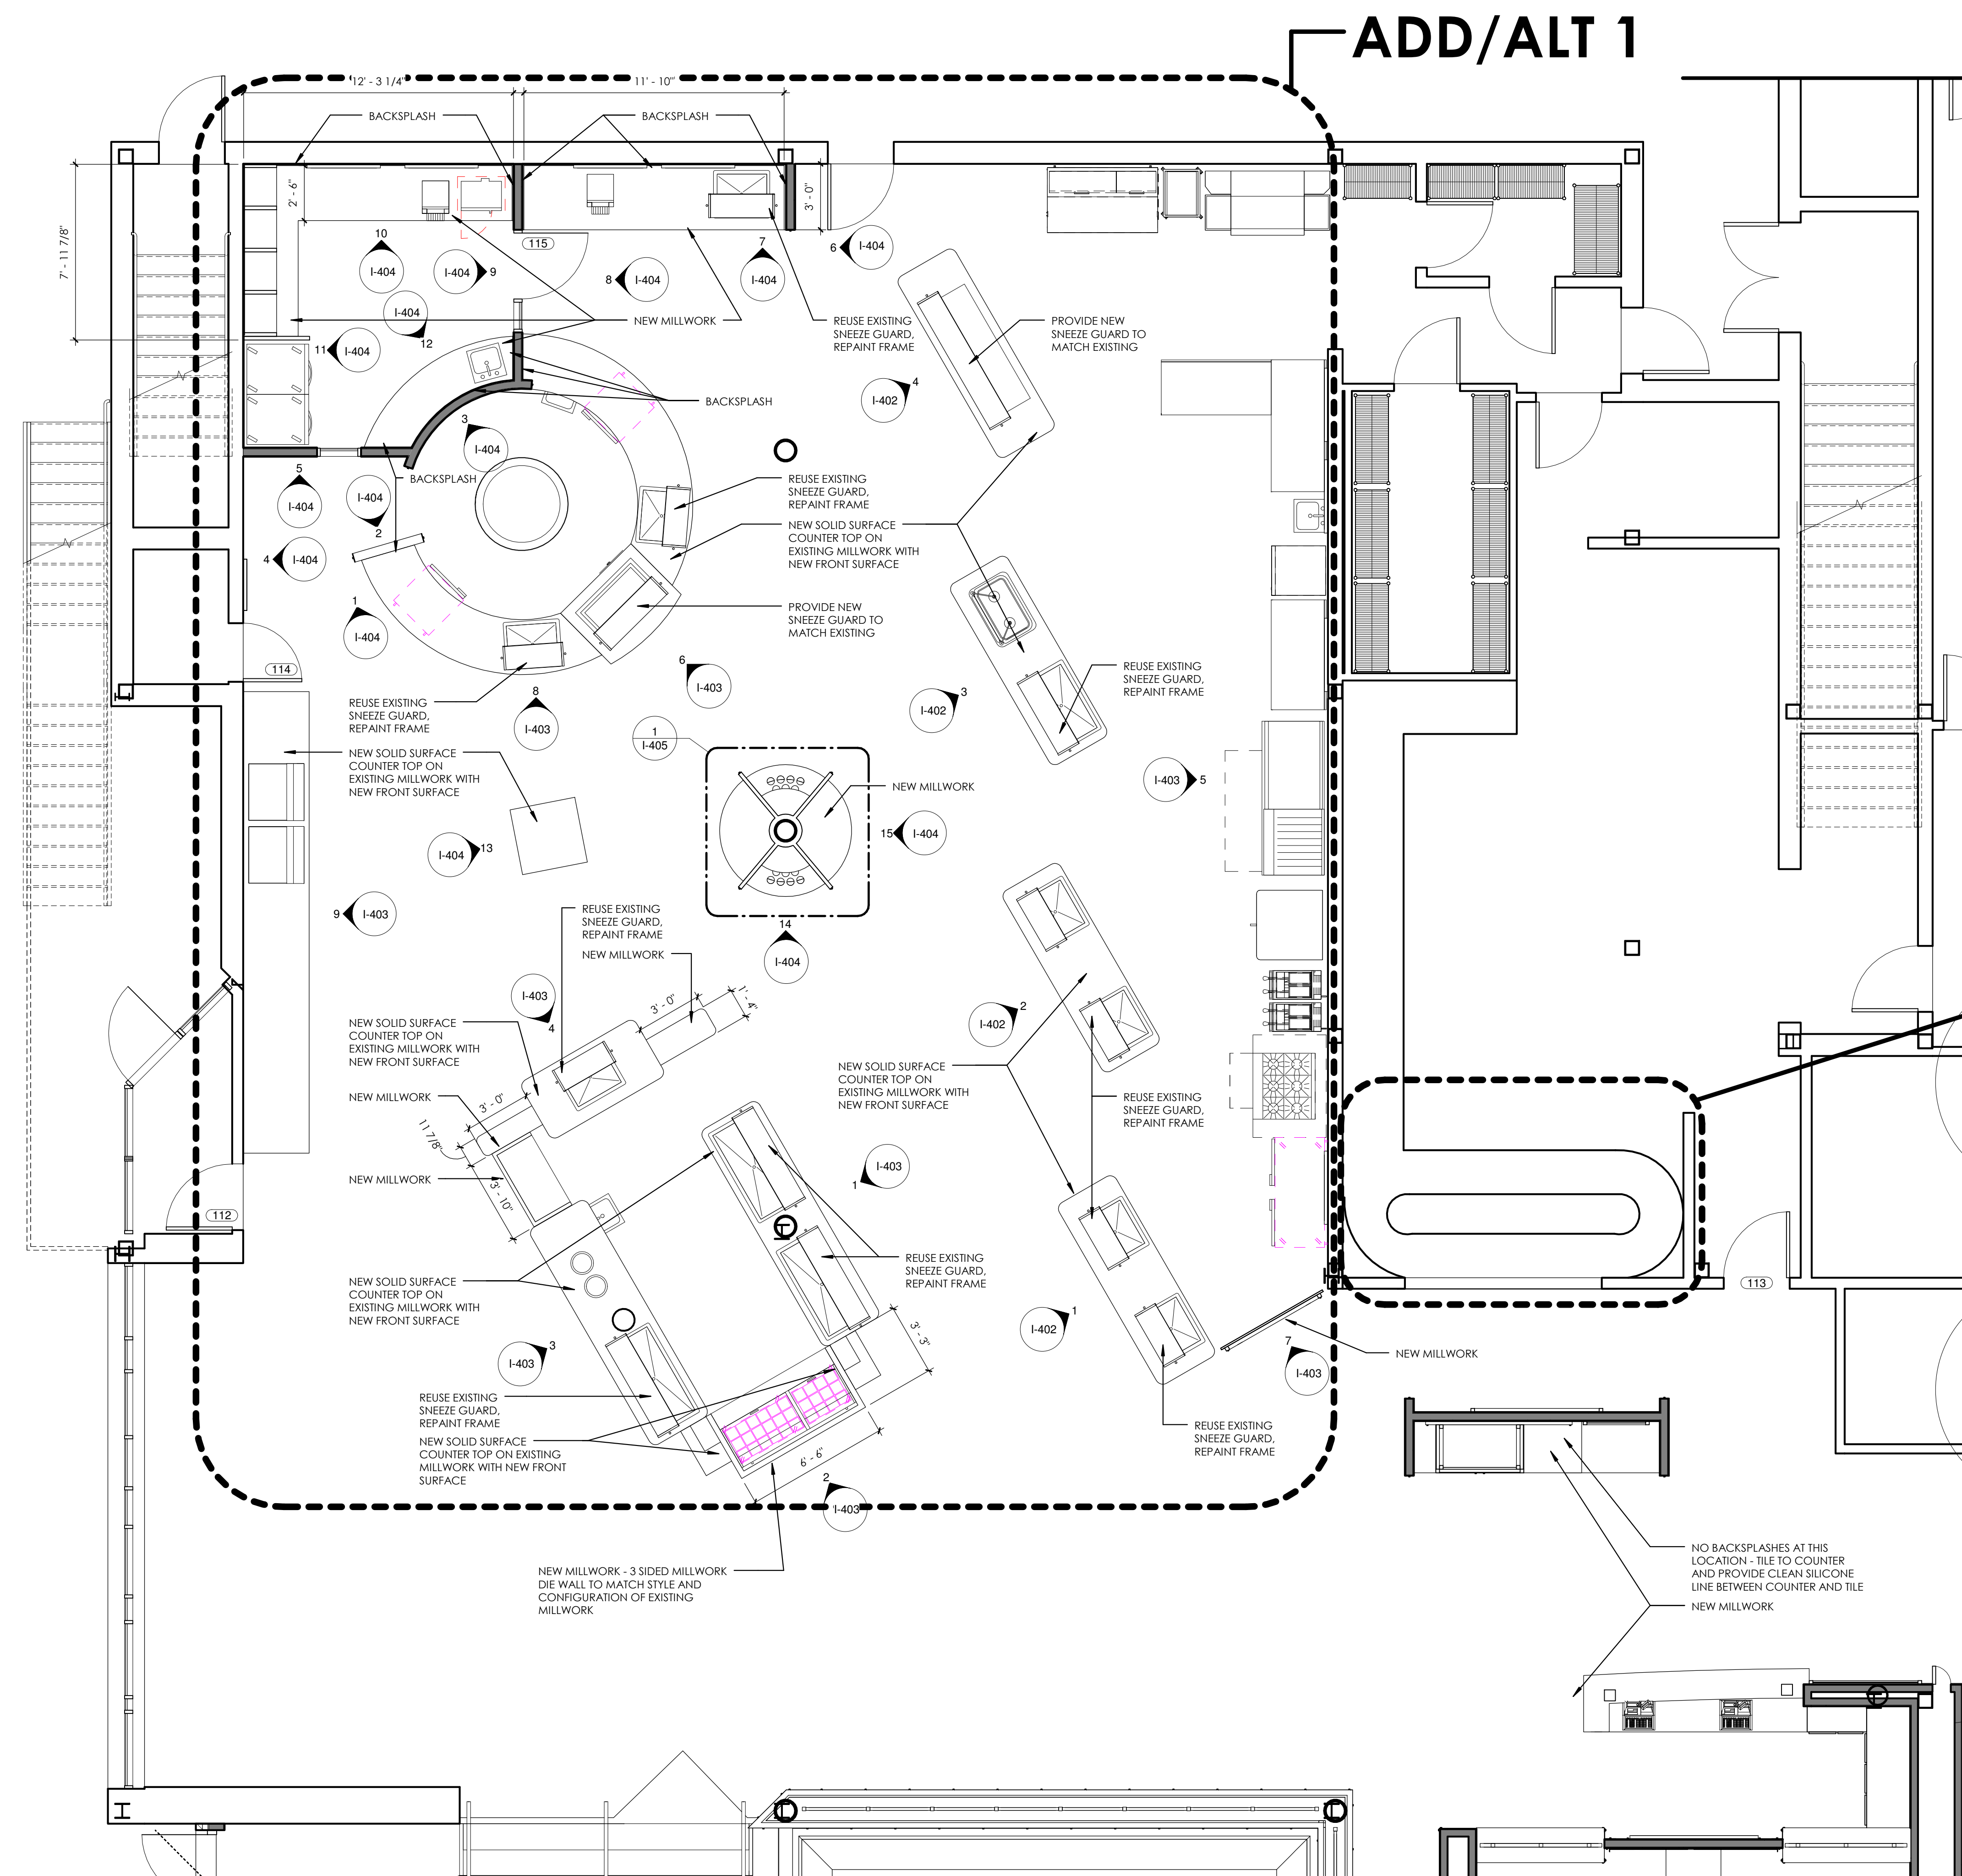 ADD/ALT 1
12' - 3 1/4"
11' - 10"
BACKSPLASH
BACKSPLASH
7' - 11 7/8"
2' - 6"
3' - 0"
115
10
I-404
I-404
9
8
I-404
7
I-404
6
I-404
I-404
12
NEW MILLWORK
11
I-404
REUSE EXISTING
SNEEZE GUARD,
REPAINT FRAME
PROVIDE NEW
SNEEZE GUARD TO
MATCH EXISTING
4
I-402
BACKSPLASH
3
I-404
5
I-404
I-404
2
BACKSPLASH
REUSE EXISTING
SNEEZE GUARD,
REPAINT FRAME
NEW SOLID SURFACE
COUNTER TOP ON
EXISTING MILLWORK WITH
NEW FRONT SURFACE
4
I-404
1
I-404
PROVIDE NEW
SNEEZE GUARD TO
MATCH EXISTING
114
6
I-403
REUSE EXISTING
SNEEZE GUARD,
REPAINT FRAME
3
I-402
REUSE EXISTING
SNEEZE GUARD,
REPAINT FRAME
8
I-403
1
I-405
NEW SOLID SURFACE
COUNTER TOP ON
EXISTING MILLWORK WITH
NEW FRONT SURFACE
NEW MILLWORK
I-403
5
15
I-404
I-404
13
9
I-403
14
I-404
REUSE EXISTING
SNEEZE GUARD,
REPAINT FRAME
NEW MILLWORK
I-403
4
3' - 0"
1' - 4"
2
I-402
NEW SOLID SURFACE
COUNTER TOP ON
EXISTING MILLWORK WITH
NEW FRONT SURFACE
NEW SOLID SURFACE
COUNTER TOP ON
EXISTING MILLWORK WITH
NEW FRONT SURFACE
NEW MILLWORK
3' - 0"
11 7/8"
REUSE EXISTING
SNEEZE GUARD,
REPAINT FRAME
NEW MILLWORK
3' - 10"
1
I-403
112
REUSE EXISTING
SNEEZE GUARD,
REPAINT FRAME
NEW SOLID SURFACE
COUNTER TOP ON
EXISTING MILLWORK WITH
NEW FRONT SURFACE
113
1
I-402
3' - 3"
3
I-403
7
I-403
NEW MILLWORK
REUSE EXISTING
SNEEZE GUARD,
REPAINT FRAME
NEW SOLID SURFACE
COUNTER TOP ON EXISTING
MILLWORK WITH NEW FRONT
SURFACE
REUSE EXISTING
SNEEZE GUARD,
REPAINT FRAME
6 - 6"
2
I-403
NEW MILLWORK - 3 SIDED MILLWORK
DIE WALL TO MATCH STYLE AND
CONFIGURATION OF EXISTING
MILLWORK
NO BACKSPLASHES AT THIS
LOCATION - TILE TO COUNTER
AND PROVIDE CLEAN SILICONE
LINE BETWEEN COUNTER AND TILE
NEW MILLWORK